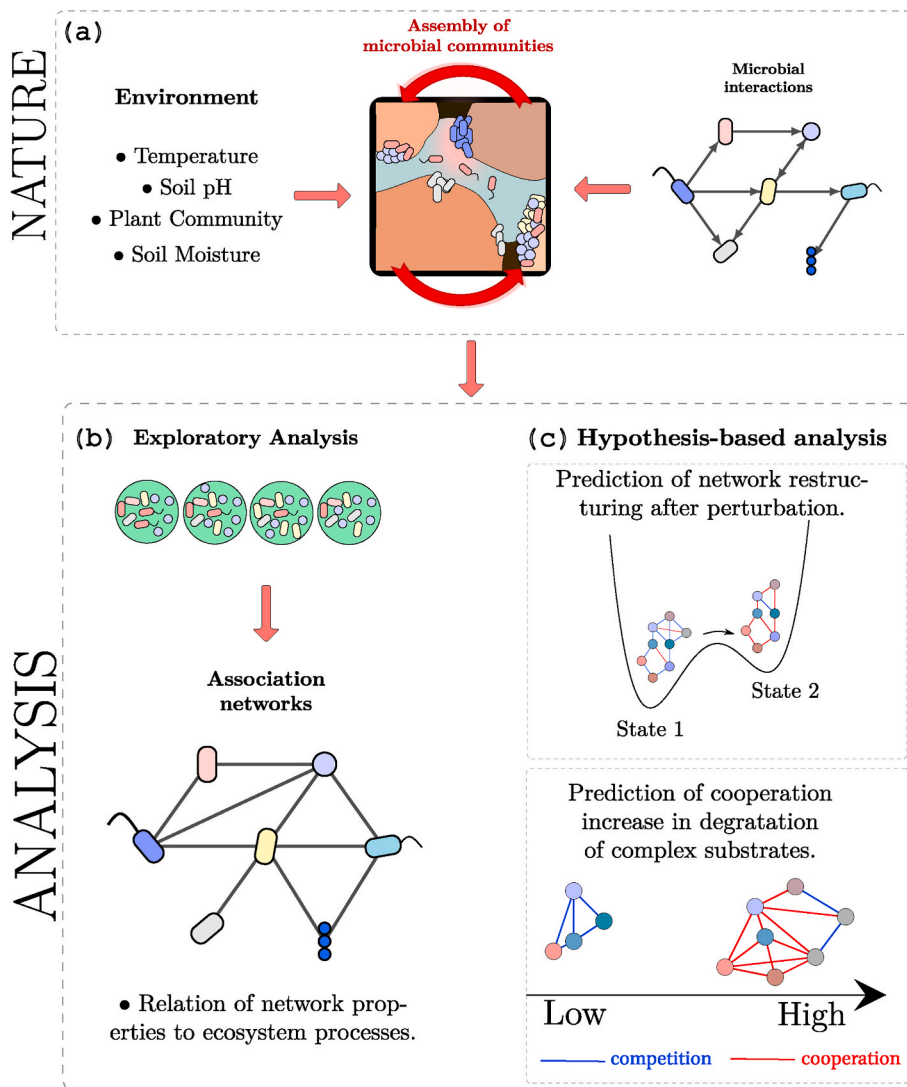 NATURE
(a)
Assembly of
microbial communities
Environment
● Temperature
● Soil pH
● Plant Community
● Soil Moisture
Microbial
interactions
ANALYSIS
(b) Exploratory Analysis
Association
networks
● Relation of network prop-
erties to ecosystem processes.
(c) Hypothesis-based analysis
Prediction of network restruc-
turing after perturbation.
State 1
State 2
Prediction of cooperation
increase in degratation
of complex substrates.
Low
High
competition
cooperation